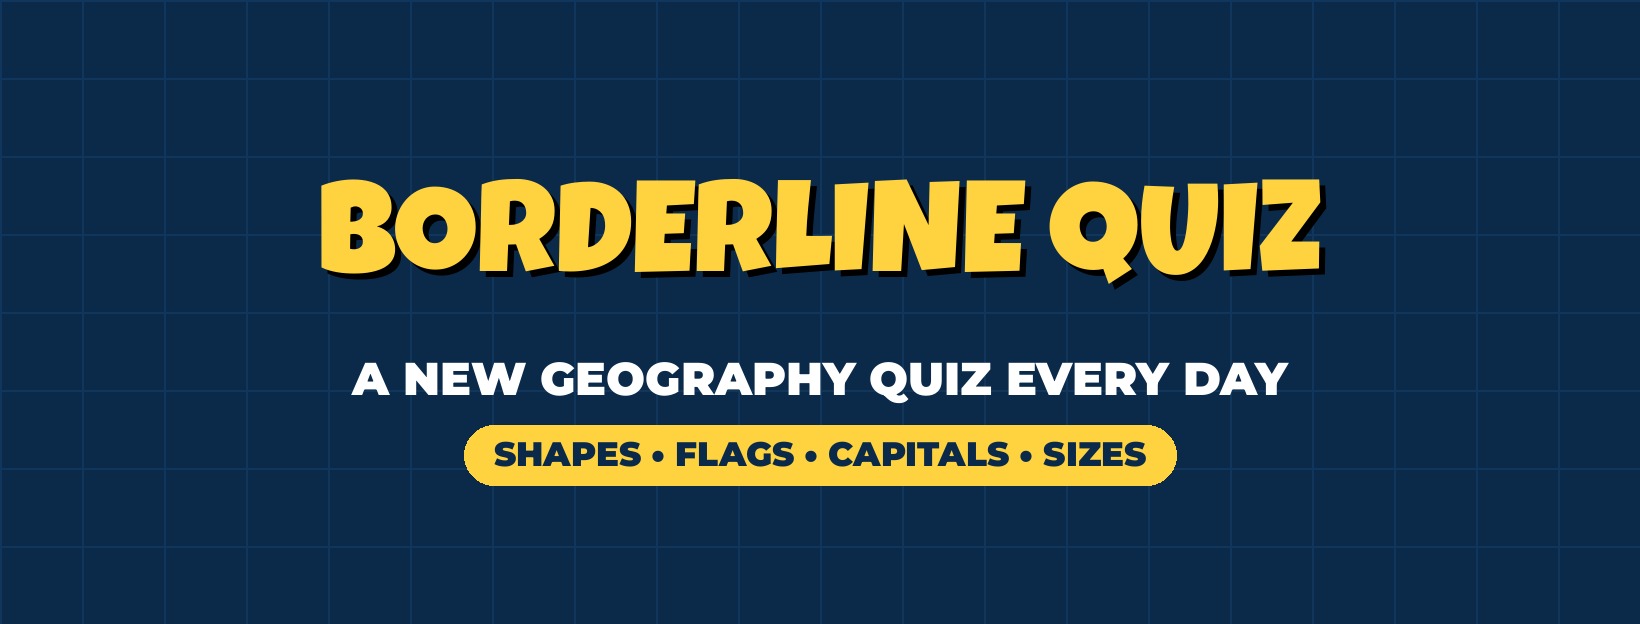 BORDERLINE QUIZ
A NEW GEOGRAPHY QUIZ EVERY DAY
SHAPES • FLAGS • CAPITALS • SIZES